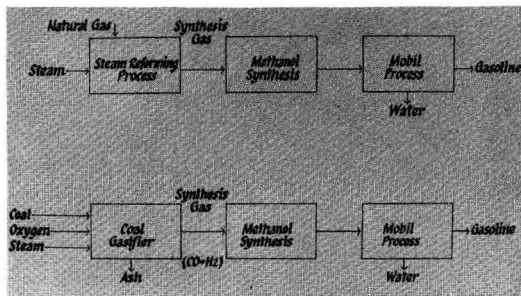 Natural Gas
Synthesis
Gas
Steam
Steam Reforming
Process
Methanol
Synthesis
Mobil
Process
Gasoline
Water
Synthesis
Gas
Coal
Oxygen
Steam
Coal
Gasifier
Methanol
Synthesis
Mobil
Process
Gasoline
Ash
(CO+H2)
Water